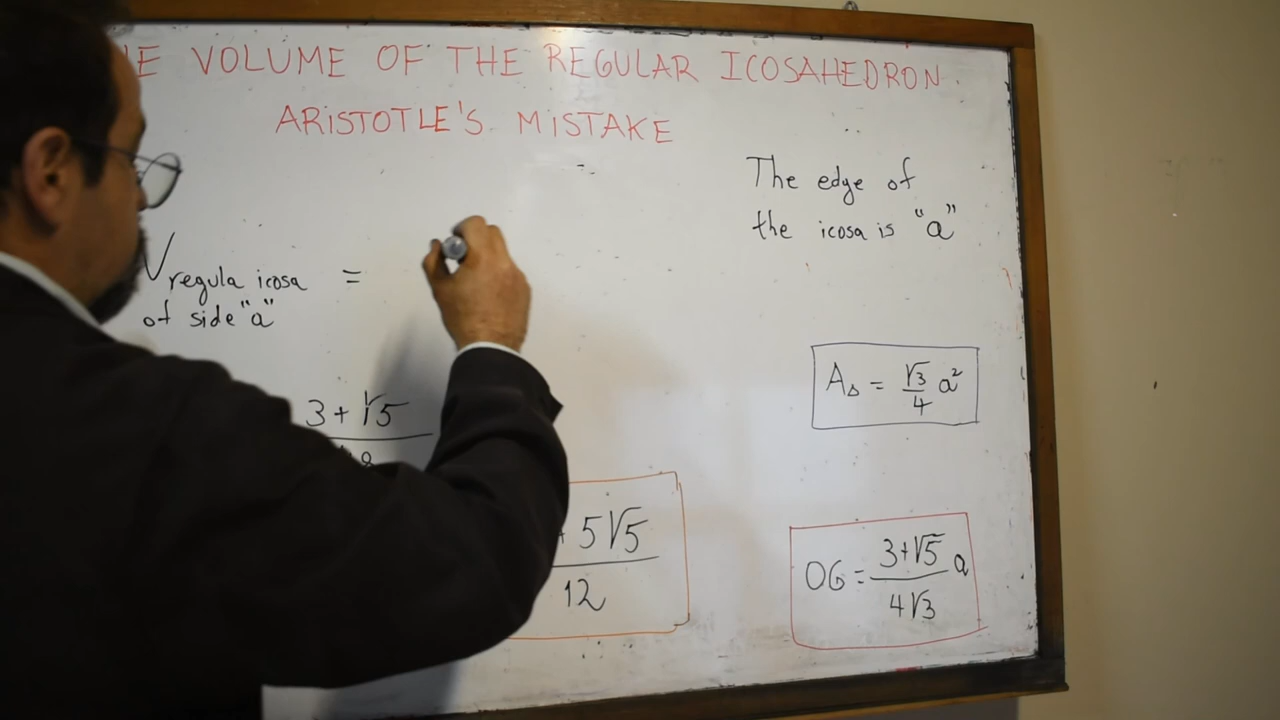 E VOLUME OF THE REGULAR ICOSAHEDRON
ARISTOTLE'S MISTAKE
The edge of
the icosa is "a"
V regula icosa =
of side "a"
A△ = √3/4 a²
3 + √5
8
5√5
12
OG = 3+√5/4√3 a